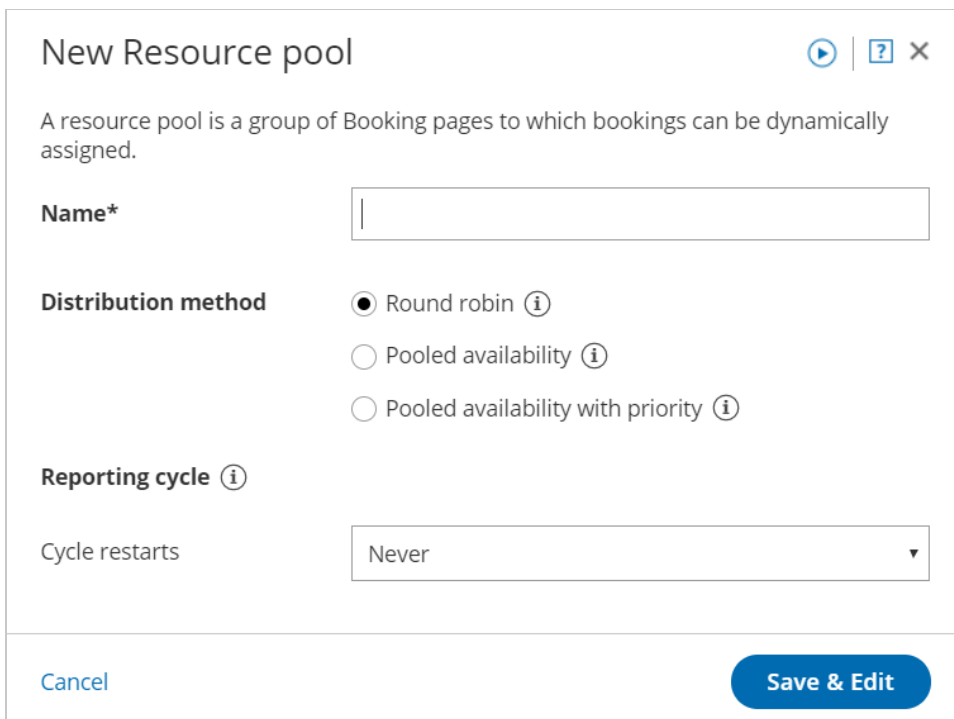 New Resource pool
?
A resource pool is a group of Booking pages to which bookings can be dynamically
assigned.
Name*
Distribution method
Round robin i
Pooled availability i
Pooled availability with priority i
Reporting cycle i
Cycle restarts
Never
Cancel
Save & Edit